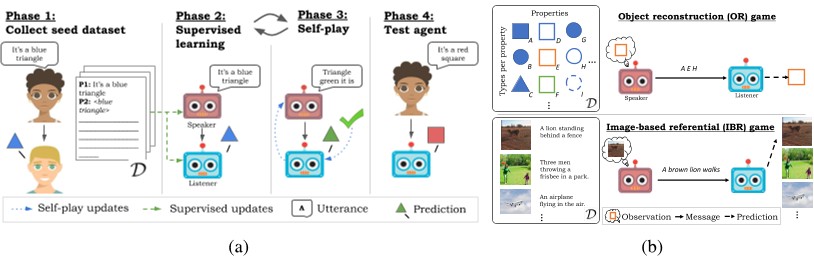 Phase 1:
Collect seed dataset
It's a blue
triangle
P1: It's a blue
triangle
P2: <blue
triangle>
D
Phase 2:
Supervised
learning
It's a blue
triangle
Speaker
Listener
Phase 3:
Self-play
Triangle
green it is
Phase 4:
Test agent
It's a red
square
Self-play updates
Supervised updates
A
Utterance
Prediction
(a)
Properties
Types per property
A
D
G
B
E
H
...
C
F
I
D
Object reconstruction (OR) game
Speaker
A E H
Listener
A lion standing
behind a fence
Three men
throwing a
frisbee in a park.
An airplane
flying in the air.
D
Image-based referential (IBR) game
A brown lion walks
Observation
Message
Prediction
(b)